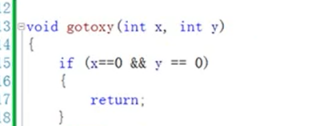 2
3 void gotoxy(int x, int y)
4 {
5 if (x==0 && y == 0)
6 {
7 return;
8 }